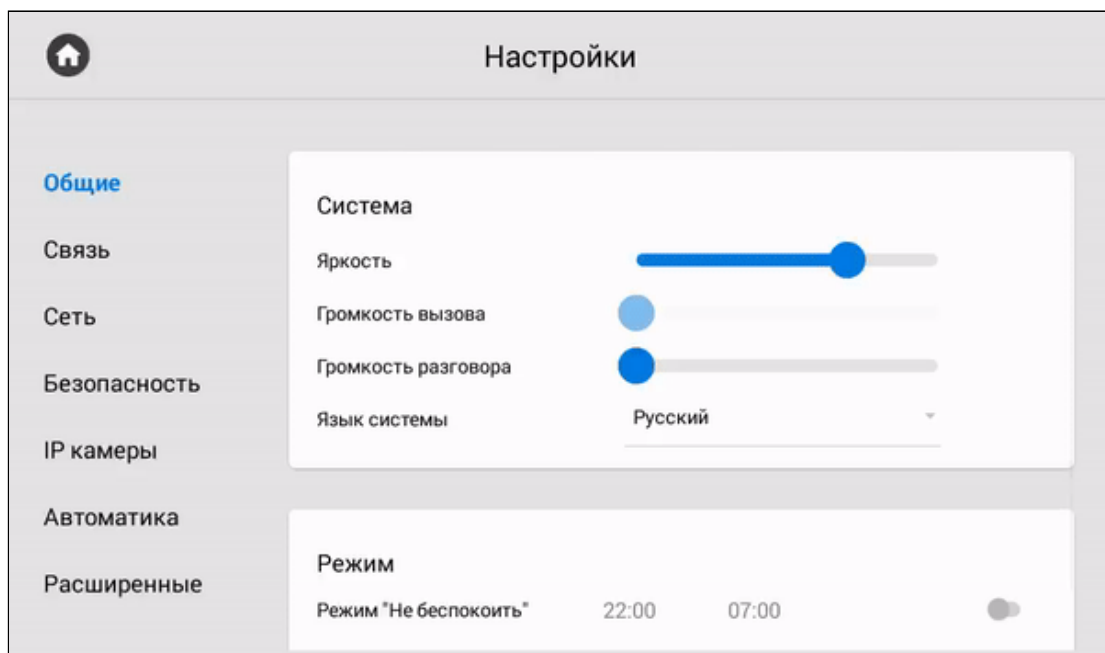 Настройки
Общие
Связь
Сеть
Безопасность
IP камеры
Автоматика
Расширенные
Система
Яркость
Громкость вызова
Громкость разговора
Язык системы Русский
Режим
Режим "Не беспокоить" 22:00 07:00